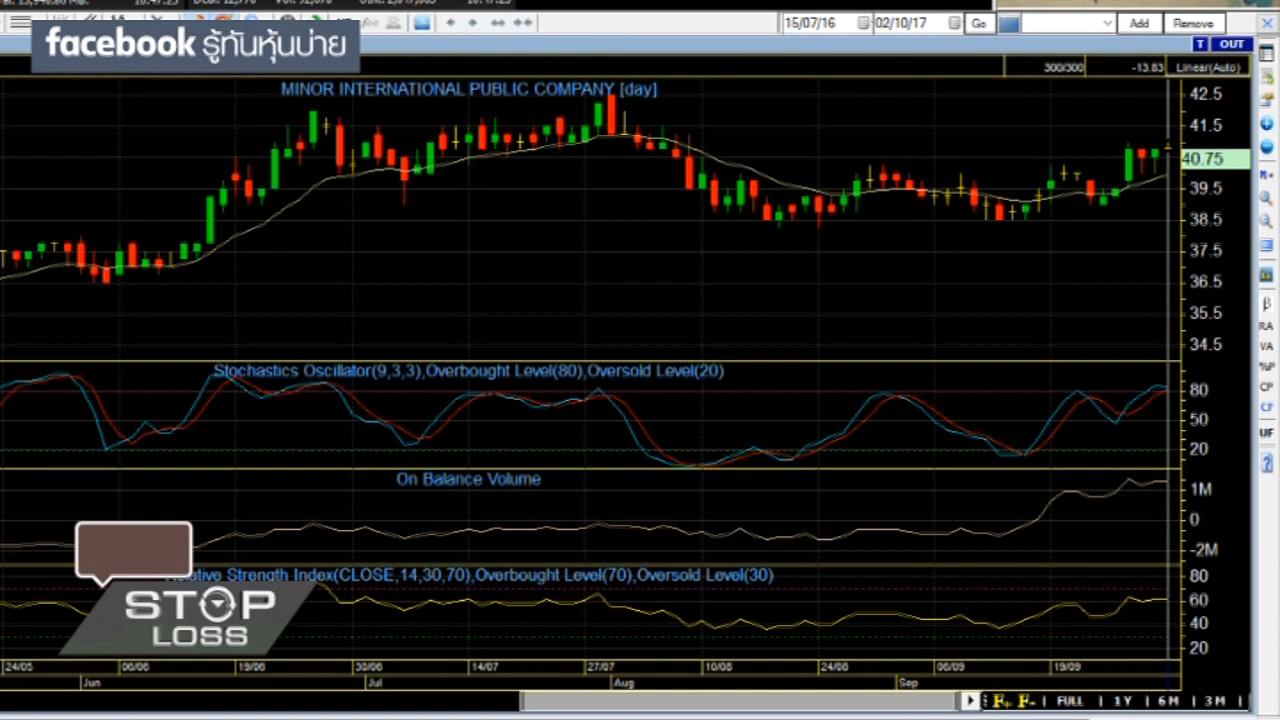 15/07/16 02/10/17 Go Add Remove
facebook รู้ทันหุ้นบ่าย
T OUT
300/300 -13.83 Linear(Auto)
MINOR INTERNATIONAL PUBLIC COMPANY [day]
42.5
41.5
40.75
39.5
38.5
37.5
36.5
35.5
34.5
Stochastics Oscillator(9,3,3),Overbought Level(80),Oversold Level(20)
80
50
20
On Balance Volume
1M
0
-2M
Relative Strength Index(CLOSE,14,30,70),Overbought Level(70),Oversold Level(30)
80
60
40
20
STOP
LOSS
24/05 06/06 19/06 30/06 14/07 27/07 10/08 24/08 06/09 19/09
Jun Jul Aug Sep
FULL 1Y 6M 3M
β
RA
VA
%P
CP
CF
UF
?